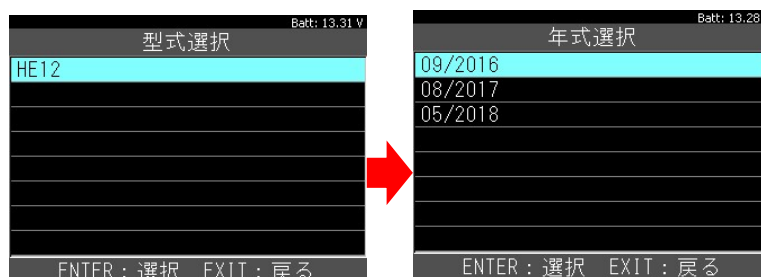 Batt: 13.31 V
型式選択
HE12
ENTER : 選択 EXIT : 戻る
Batt: 13.28
年式選択
09/2016
08/2017
05/2018
ENTER : 選択 EXIT : 戻る